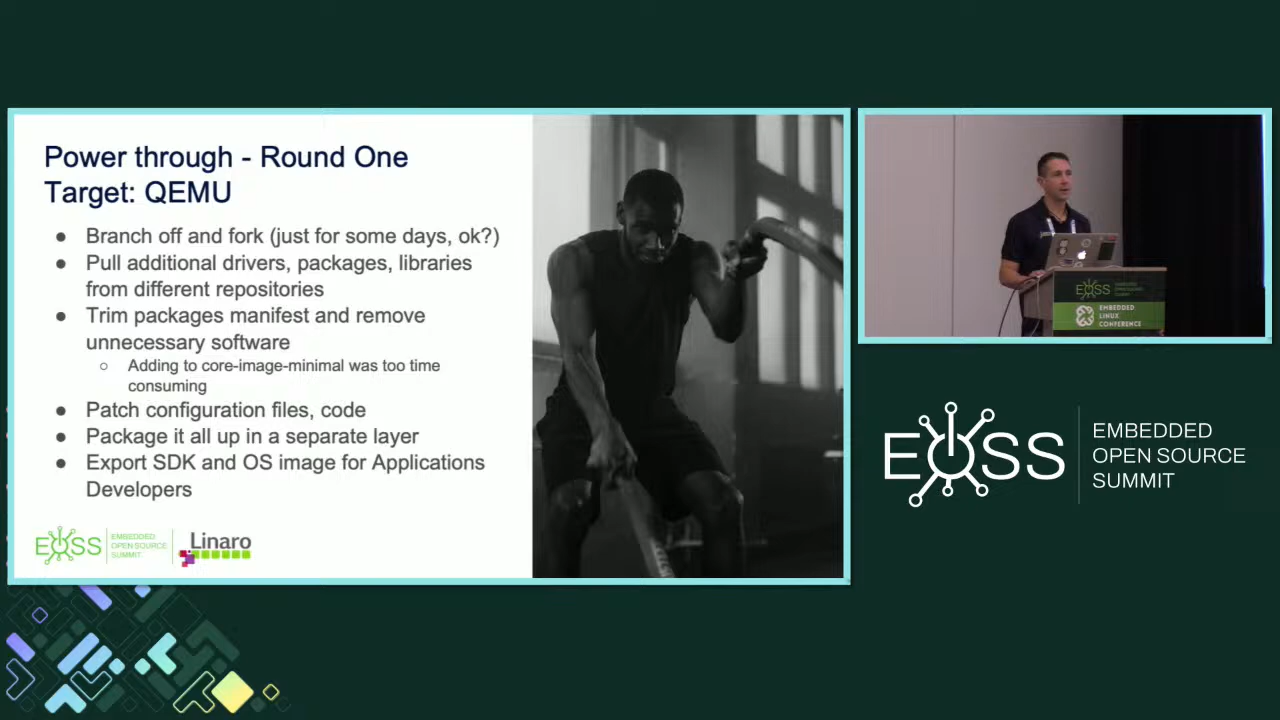 Power through - Round One
Target: QEMU
● Branch off and fork (just for some days, ok?)
● Pull additional drivers, packages, libraries
from different repositories
● Trim packages manifest and remove
unnecessary software
○ Adding to core-image-minimal was too time
consuming
● Patch configuration files, code
● Package it all up in a separate layer
● Export SDK and OS image for Applications
Developers
EOSS
EMBEDDED
OPEN SOURCE
SUMMIT
Linaro
EOSS
EMBEDDED
LINUX
CONFERENCE
EOSS
EMBEDDED
OPEN SOURCE
SUMMIT